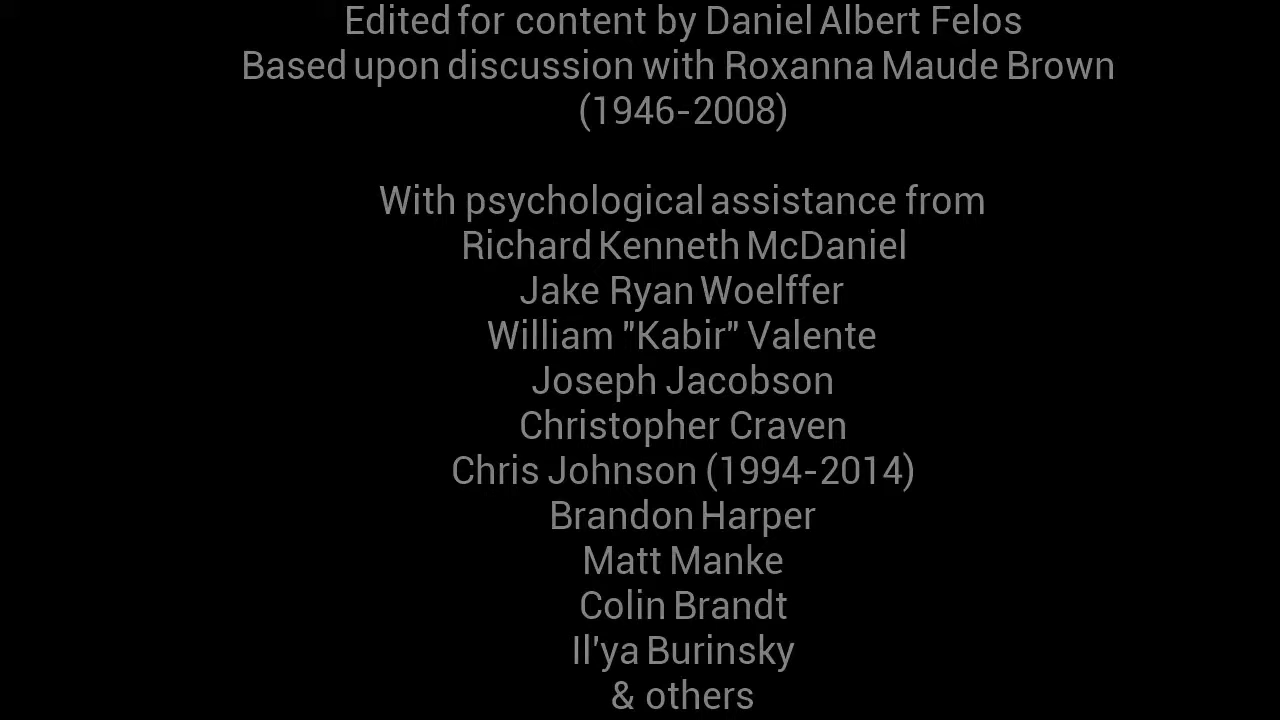 Edited for content by Daniel Albert Felos
Based upon discussion with Roxanna Maude Brown
(1946-2008)
With psychological assistance from
Richard Kenneth McDaniel
Jake Ryan Woelffer
William "Kabir" Valente
Joseph Jacobson
Christopher Craven
Chris Johnson (1994-2014)
Brandon Harper
Matt Manke
Colin Brandt
Il'ya Burinsky
& others